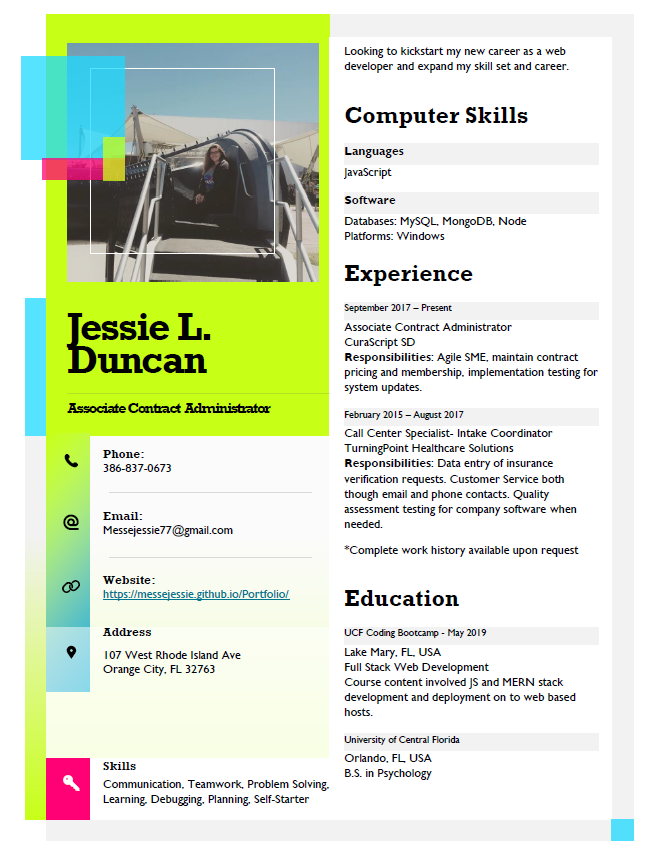 Jessie L.
Duncan
Associate Contract Administrator
Phone:
386-837-0673
Email:
Messejessie77@gmail.com
Website:
https://messejessie.github.io/Portfolio/
Address
107 West Rhode Island Ave
Orange City, FL 32763
Skills
Communication, Teamwork, Problem Solving,
Learning, Debugging, Planning, Self-Starter
Looking to kickstart my new career as a web
developer and expand my skill set and career.
Computer Skills
Languages
JavaScript
Software
Databases: MySQL, MongoDB, Node
Platforms: Windows
Experience
September 2017 – Present
Associate Contract Administrator
CuraScript SD
Responsibilities: Agile SME, maintain contract
pricing and membership, implementation testing for
system updates.
February 2015 – August 2017
Call Center Specialist- Intake Coordinator
TurningPoint Healthcare Solutions
Responsibilities: Data entry of insurance
verification requests. Customer Service both
though email and phone contacts. Quality
assessment testing for company software when
needed.
*Complete work history available upon request
Education
UCF Coding Bootcamp - May 2019
Lake Mary, FL, USA
Full Stack Web Development
Course content involved JS and MERN stack
development and deployment on to web based
hosts.
University of Central Florida
Orlando, FL, USA
B.S. in Psychology